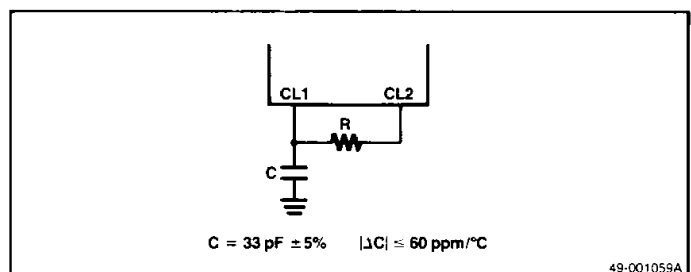 CL1 CL2
R
C
C = 33 pF ±5% |ΔC| ≤ 60 ppm/°C
49-001059A